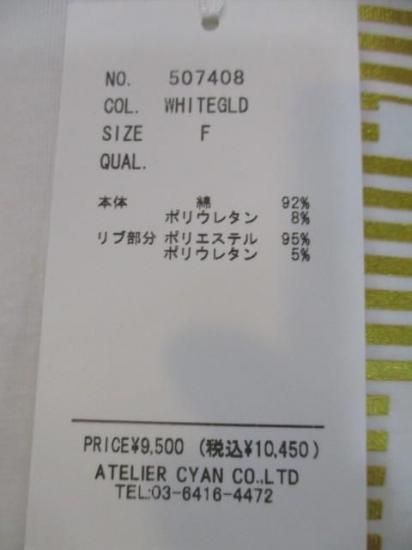 NO. 507408
COL. WHITEGLD
SIZE F
QUAL.
本体 綿 92%
ポリウレタン 8%
リブ部分 ポリエステル 95%
ポリウレタン 5%
PRICE¥9,500 (税込¥10,450)
ATELIER CYAN CO.,LTD
TEL:03-6416-4472